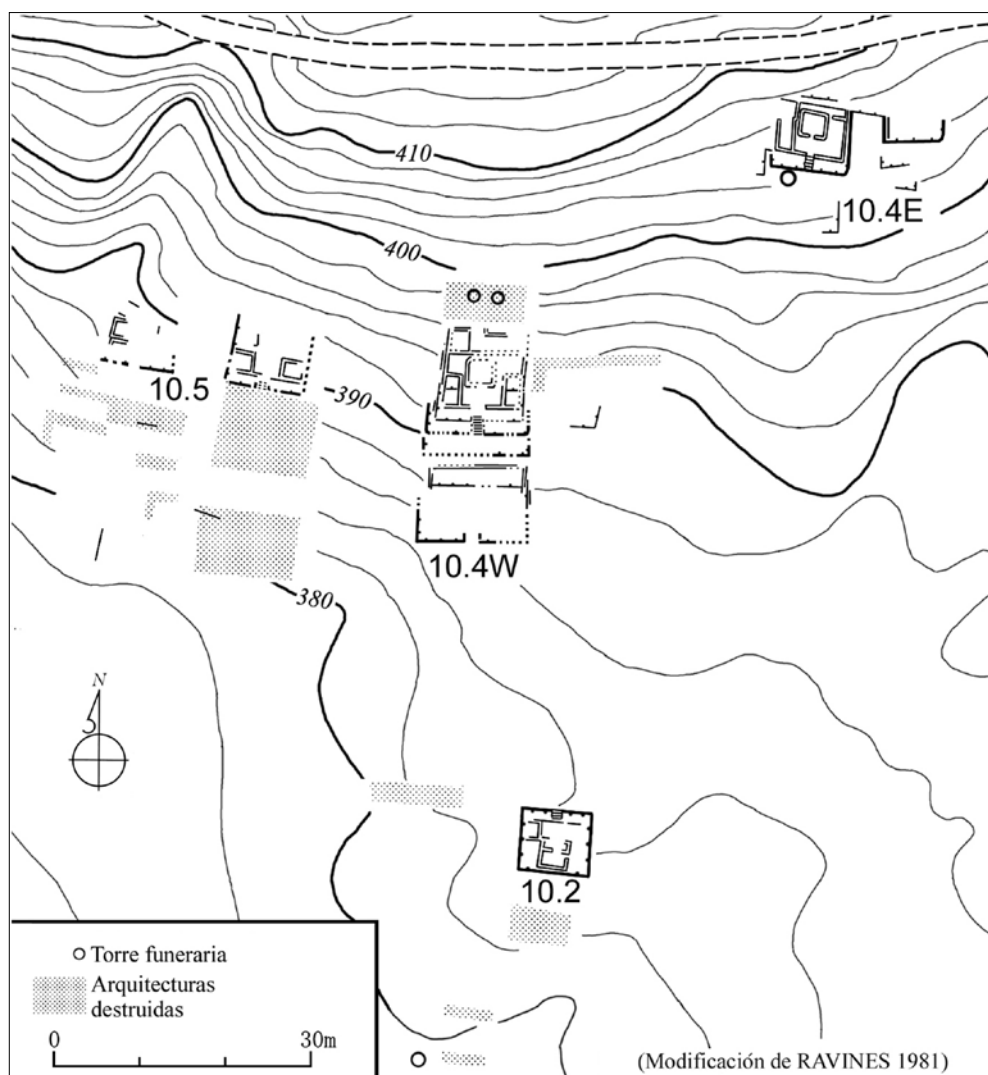 410
10.4E
400
10.5
390
10.4W
380
N
10.2
Torre funeraria
Arquitecturas
destruidas
0 30m
(Modificación de RAVINES 1981)